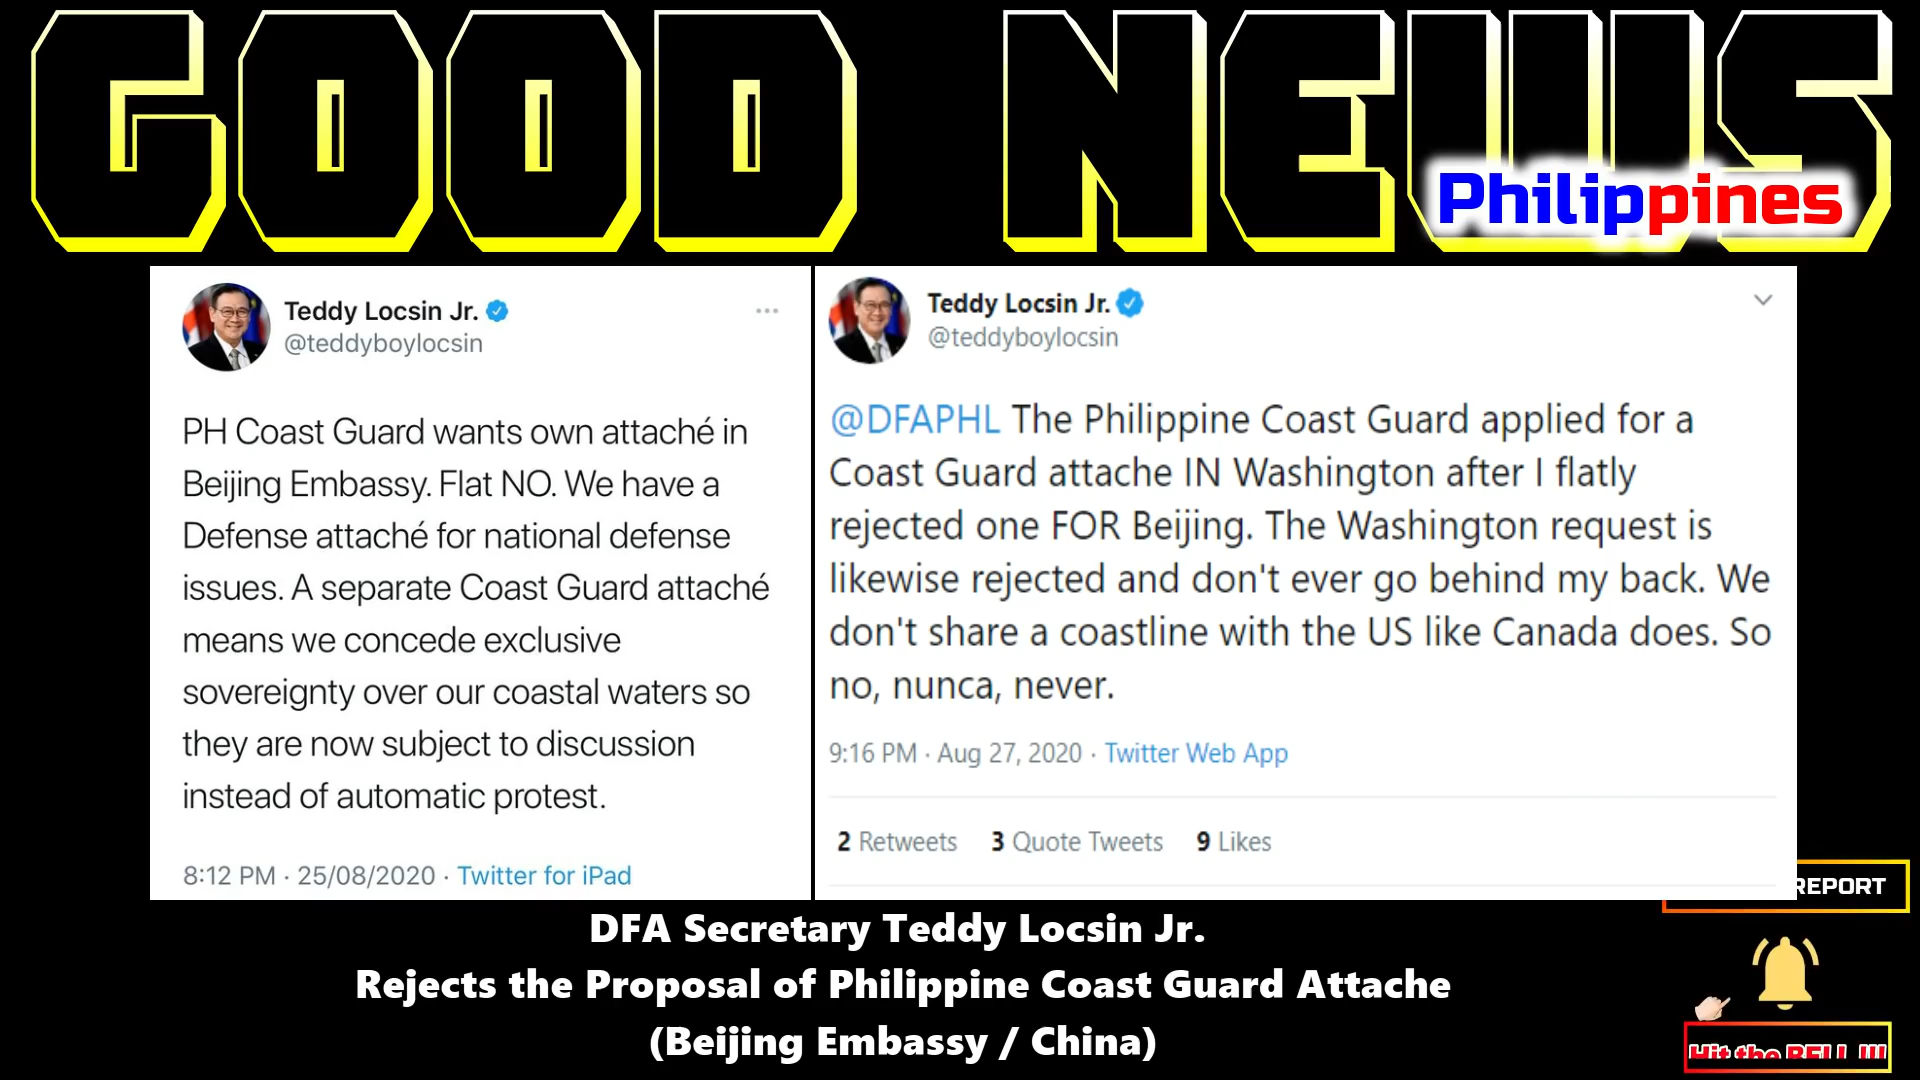 GOOD NEWS
Philippines
Teddy Locsin Jr.
@teddyboylocsin
PH Coast Guard wants own attaché in
Beijing Embassy. Flat NO. We have a
Defense attaché for national defense
issues. A separate Coast Guard attaché
means we concede exclusive
sovereignty over our coastal waters so
they are now subject to discussion
instead of automatic protest.
8:12 PM · 25/08/2020 · Twitter for iPad
Teddy Locsin Jr.
@teddyboylocsin
@DFAPHL The Philippine Coast Guard applied for a
Coast Guard attache IN Washington after I flatly
rejected one FOR Beijing. The Washington request is
likewise rejected and don't ever go behind my back. We
don't share a coastline with the US like Canada does. So
no, nunca, never.
9:16 PM · Aug 27, 2020 · Twitter Web App
2 Retweets 3 Quote Tweets 9 Likes
REPORT
DFA Secretary Teddy Locsin Jr.
Rejects the Proposal of Philippine Coast Guard Attache
(Beijing Embassy / China)
Hit the BELL !!!